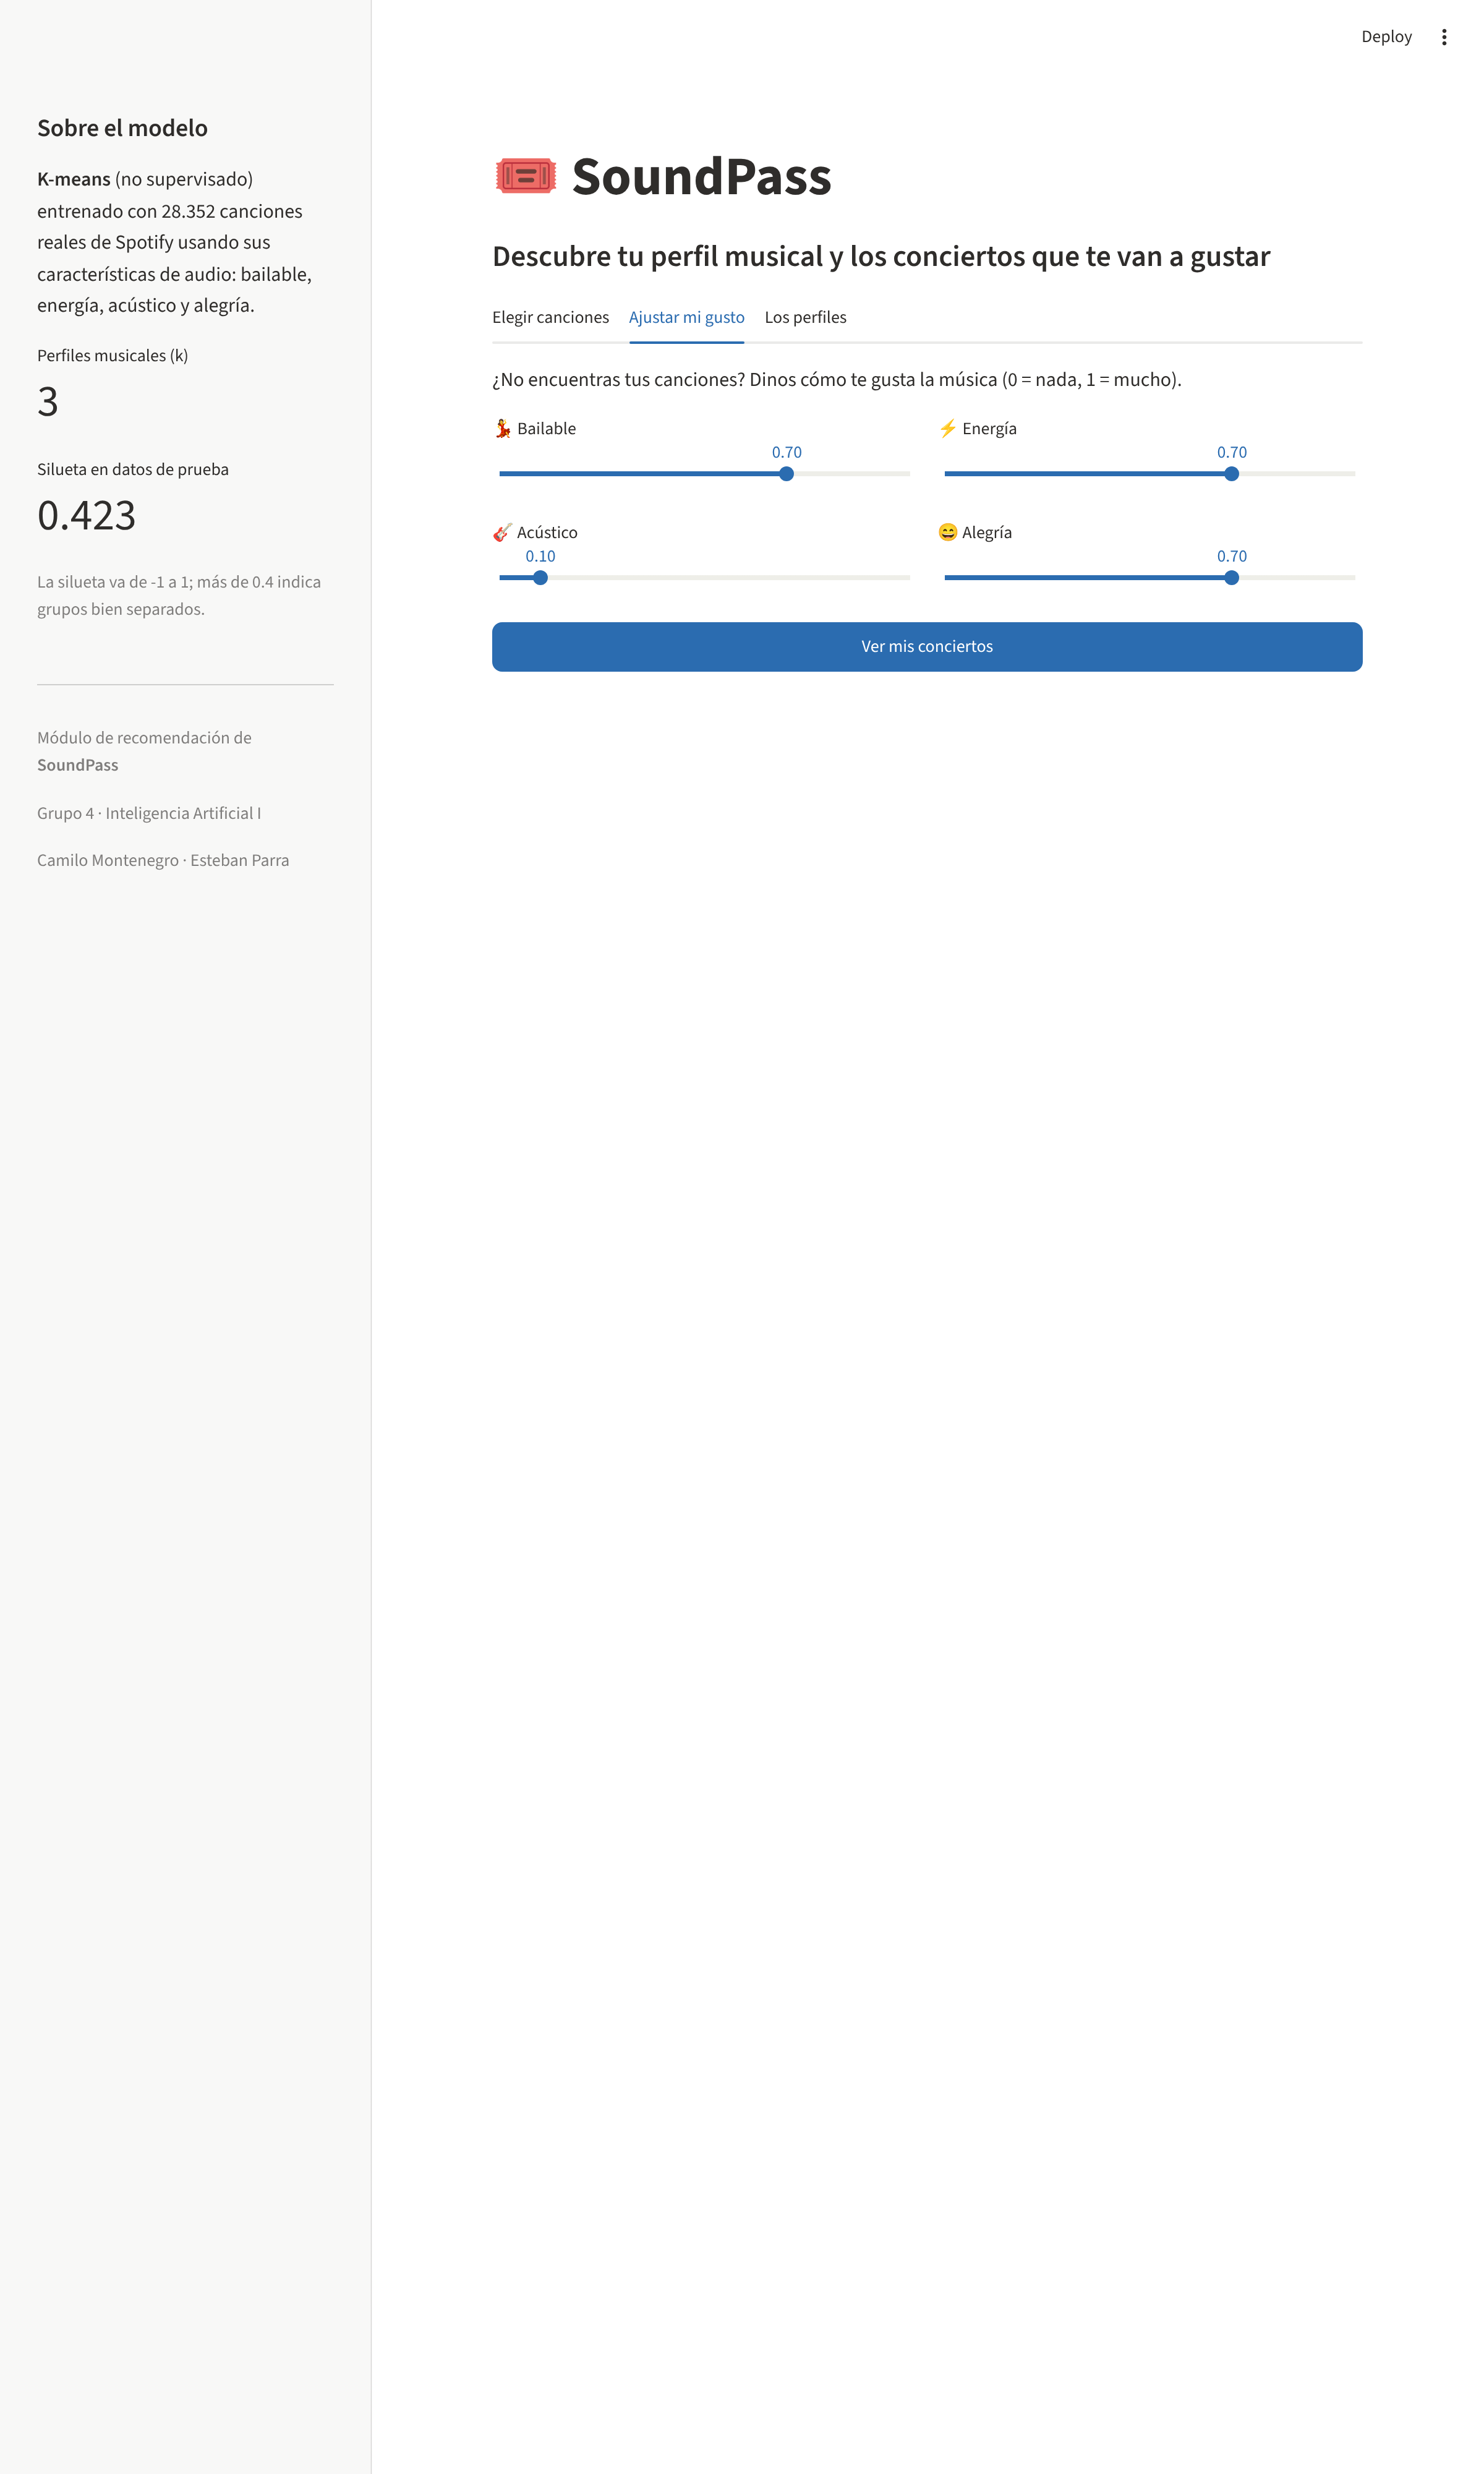 Deploy
Sobre el modelo
K-means (no supervisado)
entrenado con 28.352 canciones
reales de Spotify usando sus
características de audio: bailable,
energía, acústico y alegría.
Perfiles musicales (k)
3
Silueta en datos de prueba
0.423
La silueta va de -1 a 1; más de 0.4 indica
grupos bien separados.
Módulo de recomendación de
SoundPass
Grupo 4 · Inteligencia Artificial I
Camilo Montenegro · Esteban Parra
SoundPass
Descubre tu perfil musical y los conciertos que te van a gustar
Elegir canciones Ajustar mi gusto Los perfiles
¿No encuentras tus canciones? Dinos cómo te gusta la música (0 = nada, 1 = mucho).
💃 Bailable
0.70
⚡ Energía
0.70
🎸 Acústico
0.10
😄 Alegría
0.70
Ver mis conciertos